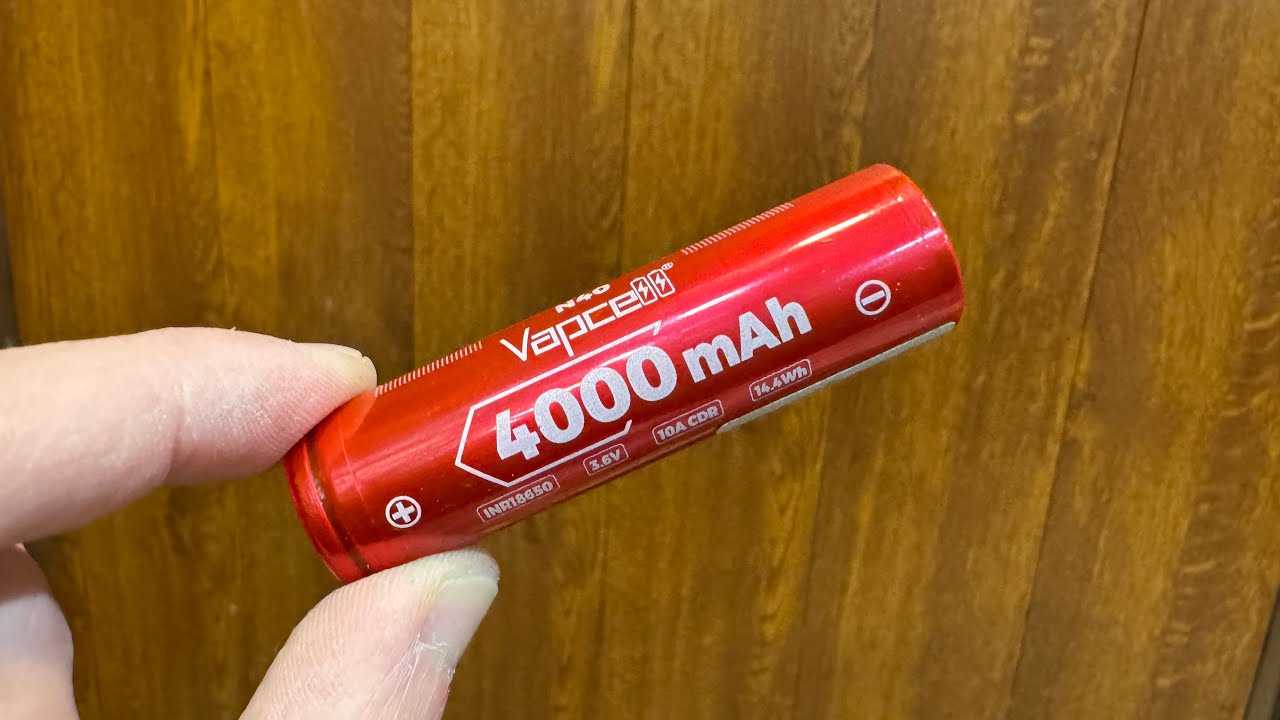 N40
Vapcell®
4000 mAh
INR18650
3.6V
10A CDR
14.4Wh
+
−